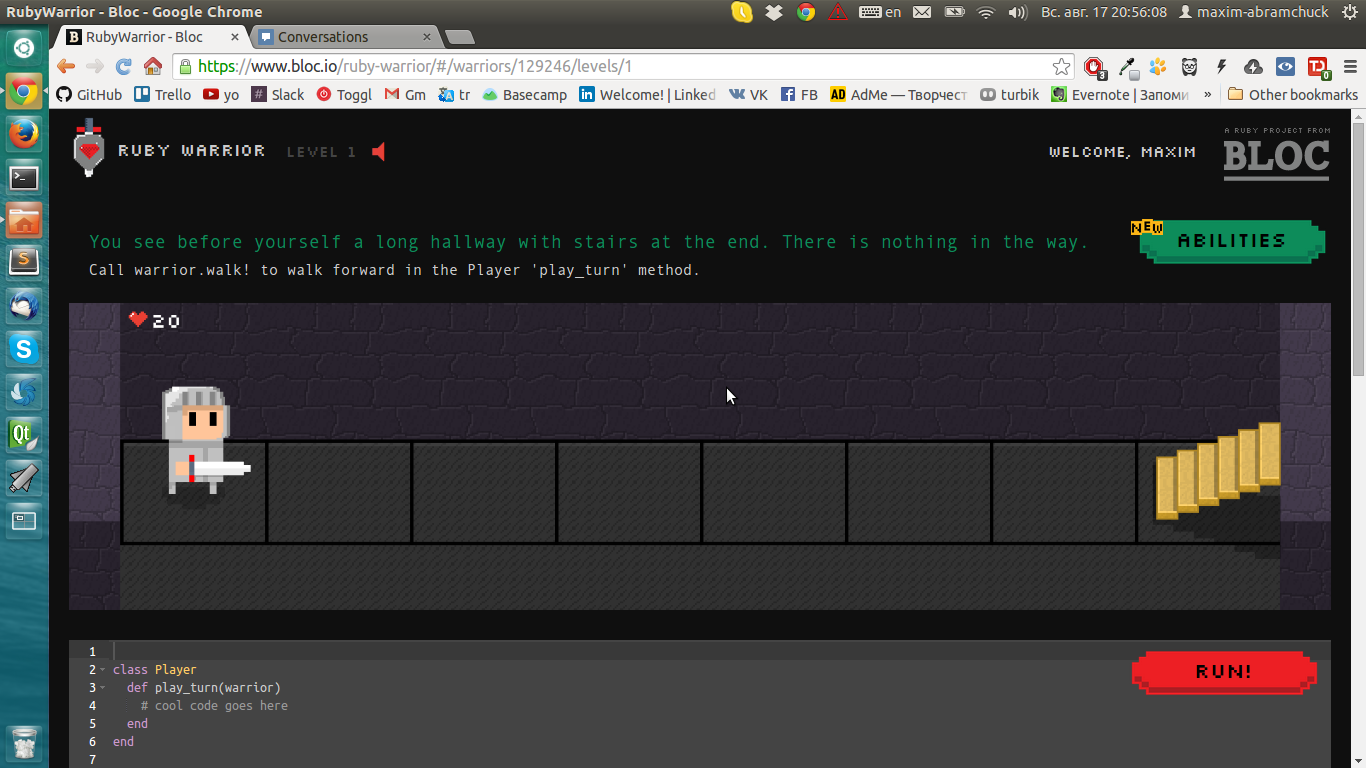 RubyWarrior - Bloc - Google Chrome
en
Вс. авг. 17 20:56:08
maxim-abramchuck
B RubyWarrior - Bloc
Conversations
https://www.bloc.io/ruby-warrior/#/warriors/129246/levels/1
3
0
GitHub
Trello
yo
Slack
Toggl
Gm
tr
Basecamp
Welcome! | Linked
VK
FB
AD AdMe — Творчест
turbik
Evernote | Запоми
»
Other bookmarks
RUBY WARRIOR
LEVEL 1
WELCOME, MAXIM
A RUBY PROJECT FROM
BLOC
You see before yourself a long hallway with stairs at the end. There is nothing in the way.
NEW
ABILITIES
Call warrior.walk! to walk forward in the Player 'play_turn' method.
20
1
2 class Player
3 def play_turn(warrior)
4 # cool code goes here
5 end
6 end
7
RUN!